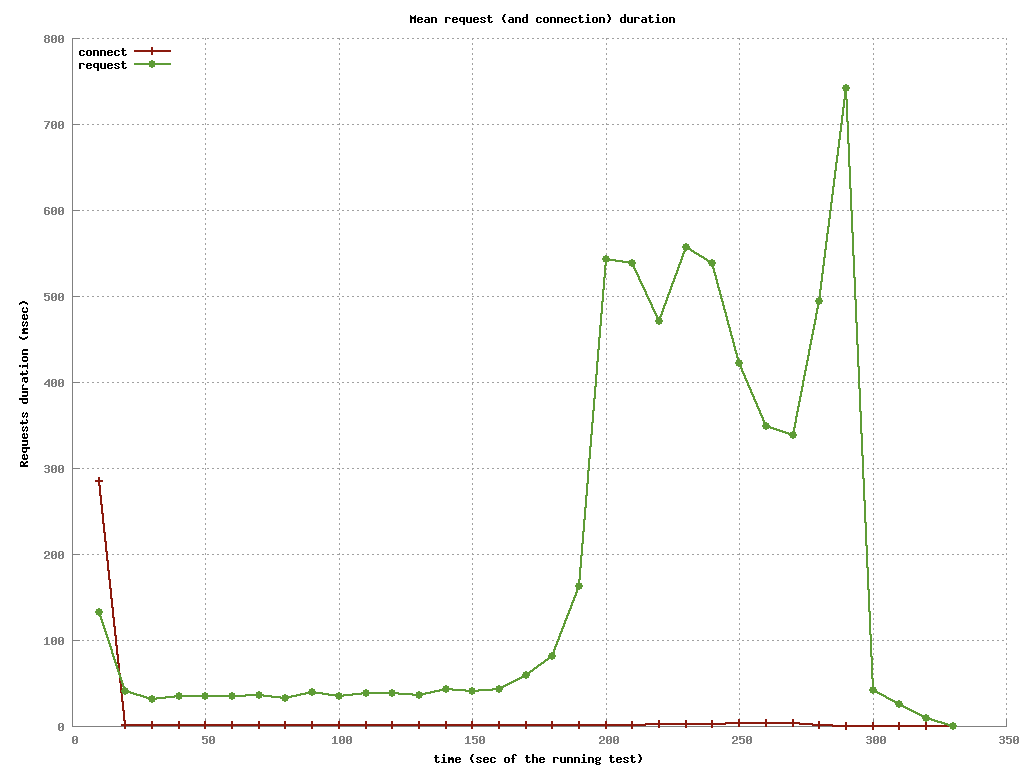 Mean request (and connection) duration
800
connect
request
700
600
500
400
300
200
100
0
Requests duration (msec)
0 50 100 150 200 250 300 350
time (sec of the running test)